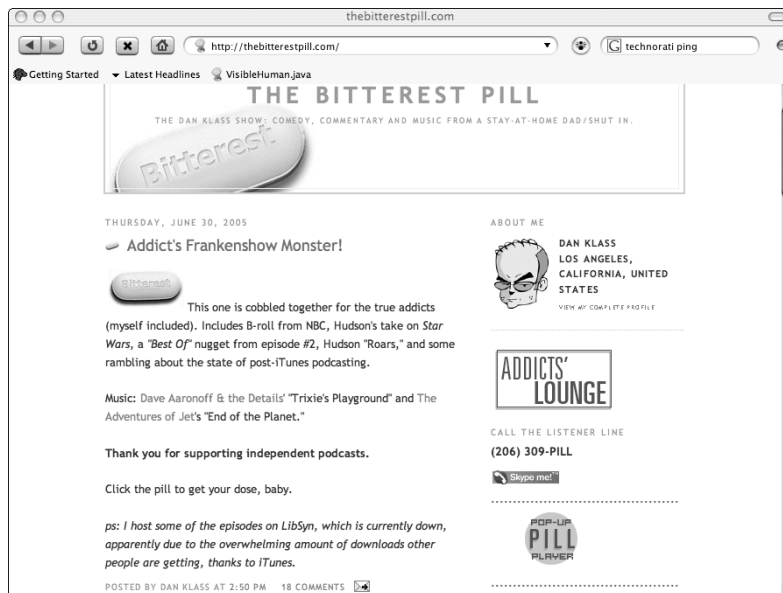 thebitterestpill.com
http://thebitterestpill.com/
G technorati ping
Getting Started
Latest Headlines
VisibleHuman.java
THE BITTEREST PILL
THE DAN KLASS SHOW: COMEDY, COMMENTARY AND MUSIC FROM A STAY-AT-HOME DAD/SHUT IN.
Bitterest
THURSDAY, JUNE 30, 2005
Addict's Frankenshow Monster!
Bitterest
This one is cobbled together for the true addicts
(myself included). Includes B-roll from NBC, Hudson's take on Star
Wars, a "Best Of" nugget from episode #2, Hudson "Roars," and some
rambling about the state of post-iTunes podcasting.
Music: Dave Aaronoff & the Details' "Trixie's Playground" and The
Adventures of Jet's "End of the Planet."
Thank you for supporting independent podcasts.
Click the pill to get your dose, baby.
ps: I host some of the episodes on LibSyn, which is currently down,
apparently due to the overwhelming amount of downloads other
people are getting, thanks to iTunes.
POSTED BY DAN KLASS AT 2:50 PM
18 COMMENTS
ABOUT ME
DAN KLASS
LOS ANGELES,
CALIFORNIA, UNITED
STATES
VIEW MY COMPLETE PROFILE
ADDICTS'
LOUNGE
CALL THE LISTENER LINE
(206) 309-PILL
Skype me!™
POP-UP
PILL
PLAYER